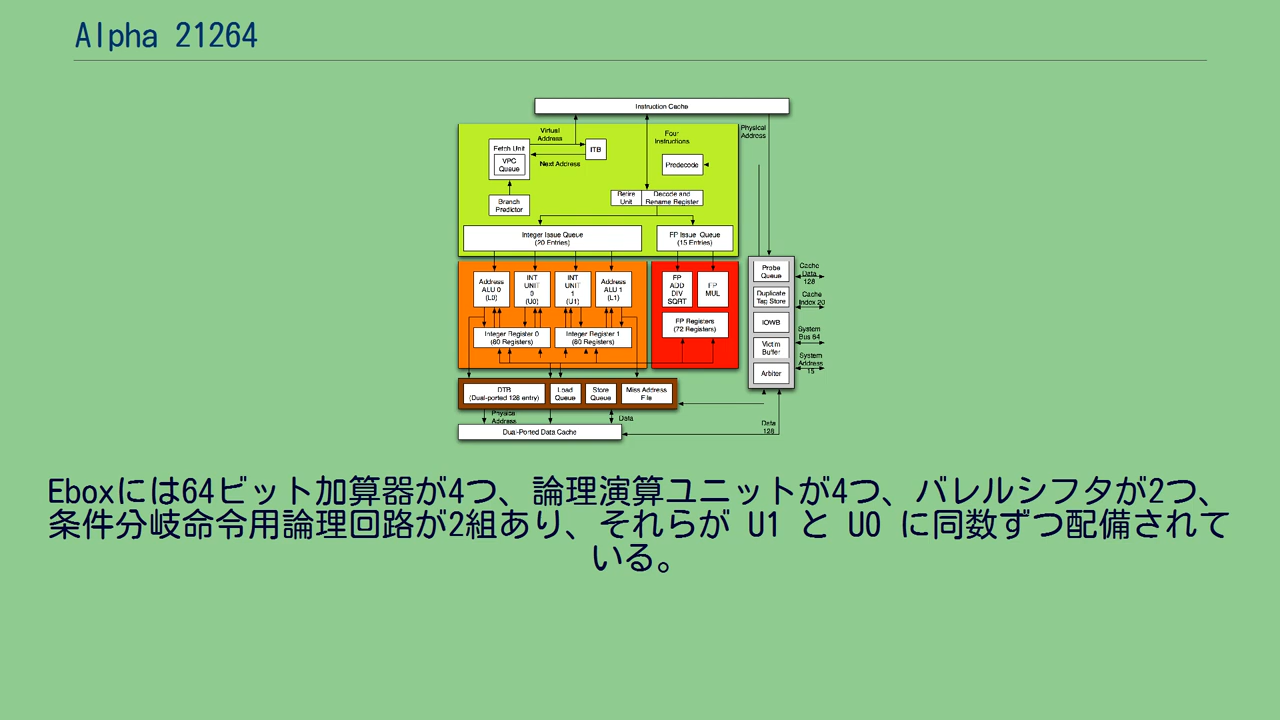 Alpha 21264
Instruction Cache
Virtual
Address
Four
Instructions
Physical
Address
Fetch Unit
VPC
Queue
ITB
Next Address
Predecode
Branch
Predictor
Retire
Unit
Decode and
Rename Register
Integer Issue Queue
(20 Entries)
FP Issue Queue
(15 Entries)
Address
ALU 0
(L0)
INT
UNIT
0
(U0)
INT
UNIT
1
(U1)
Address
ALU 1
(L1)
FP
ADD
DIV
SQRT
FP
MUL
Integer Register 0
(80 Registers)
Integer Register 1
(80 Registers)
FP Registers
(72 Registers)
Probe
Queue
Duplicate
Tag Store
IOWB
Victim
Buffer
Arbiter
Cache
Data
128
Cache
Index 20
System
Bus 64
System
Address
15
DTB
(Dual-ported 128 entry)
Load
Queue
Store
Queue
Miss Address
File
Physical
Address
Data
Data
128
Dual-Ported Data Cache
Eboxには64ビット加算器が4つ、論理演算ユニットが4つ、バレルシフタが2つ、
条件分岐命令用論理回路が2組あり、それらが U1 と U0 に同数ずつ配備されて
いる。